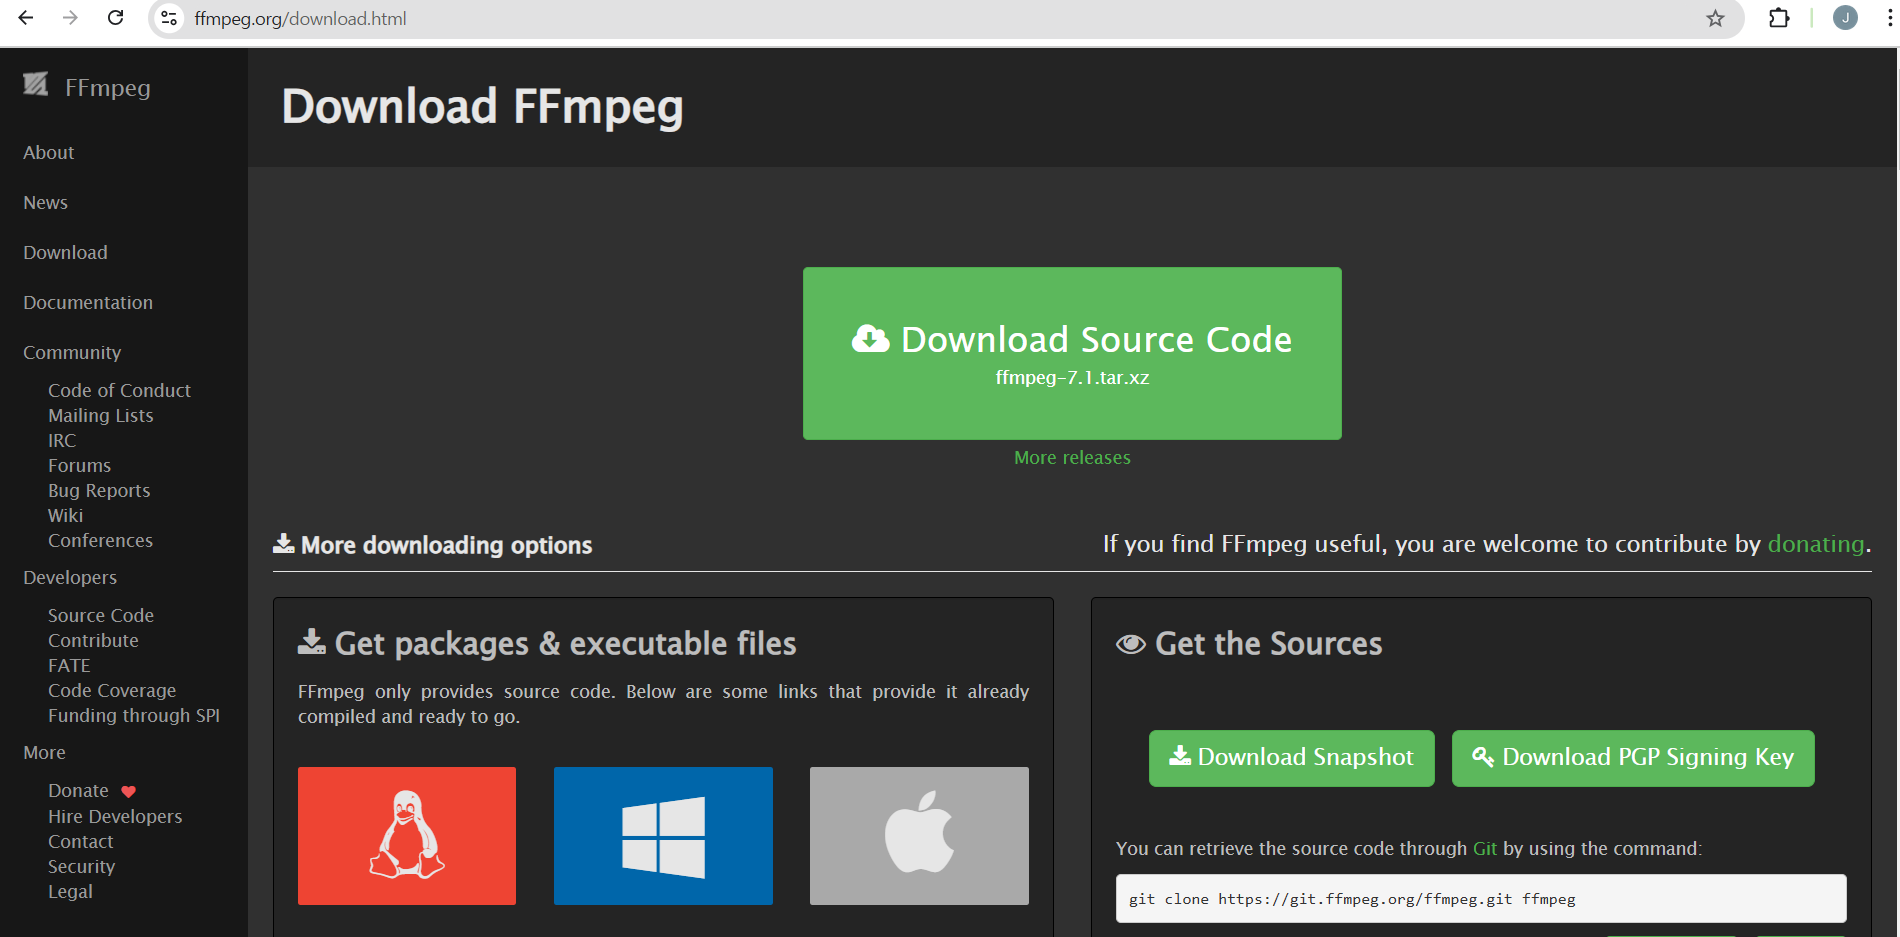 ffmpeg.org/download.html
J
FFmpeg
About
News
Download
Documentation
Community
Code of Conduct
Mailing Lists
IRC
Forums
Bug Reports
Wiki
Conferences
Developers
Source Code
Contribute
FATE
Code Coverage
Funding through SPI
More
Donate
Hire Developers
Contact
Security
Legal
Download FFmpeg
Download Source Code
ffmpeg-7.1.tar.xz
More releases
More downloading options
If you find FFmpeg useful, you are welcome to contribute by donating.
Get packages & executable files
FFmpeg only provides source code. Below are some links that provide it already
compiled and ready to go.
Get the Sources
Download Snapshot
Download PGP Signing Key
You can retrieve the source code through Git by using the command:
git clone https://git.ffmpeg.org/ffmpeg.git ffmpeg